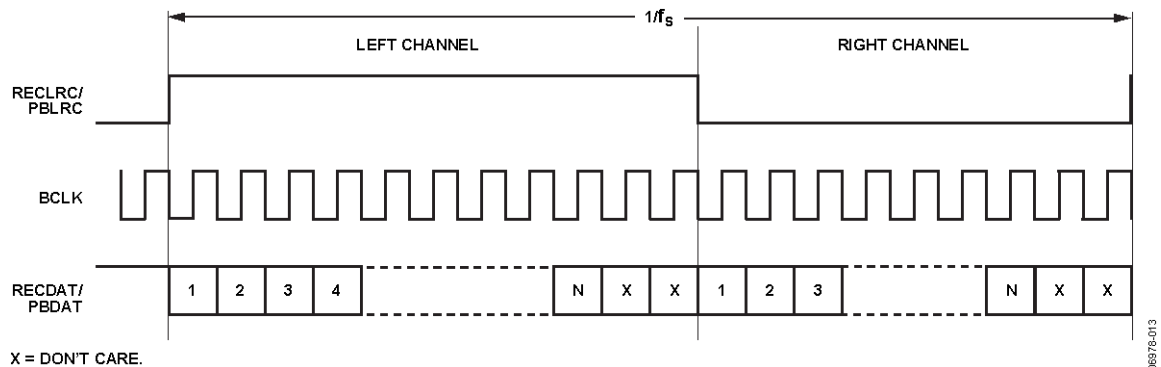 1/fS
LEFT CHANNEL
RIGHT CHANNEL
RECLRC/
PBLRC
BCLK
RECDAT/
PBDAT
1 2 3 4 N X X 1 2 3 N X X
X = DON'T CARE.
06978-013